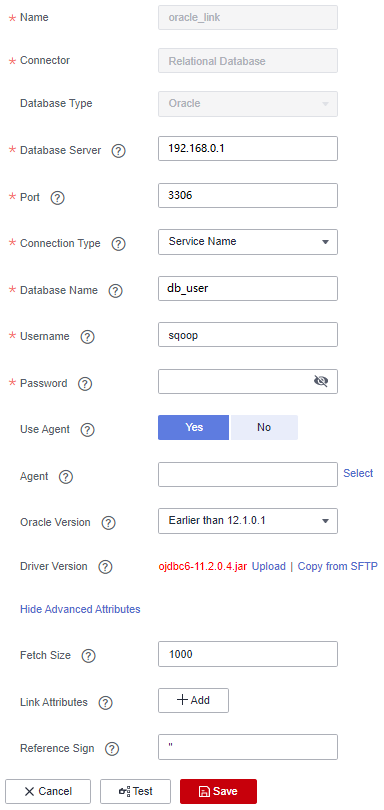 * Name oracle_link
* Connector Relational Database
Database Type Oracle
* Database Server ? 192.168.0.1
* Port ? 3306
* Connection Type ? Service Name
* Database Name ? db_user
* Username ? sqoop
* Password ?
Use Agent ? Yes No
Agent ? Select
Oracle Version ? Earlier than 12.1.0.1
Driver Version ? ojdbc6-11.2.0.4.jar Upload | Copy from SFTP
Hide Advanced Attributes
Fetch Size ? 1000
Link Attributes ? + Add
Reference Sign ? "
Cancel Test Save